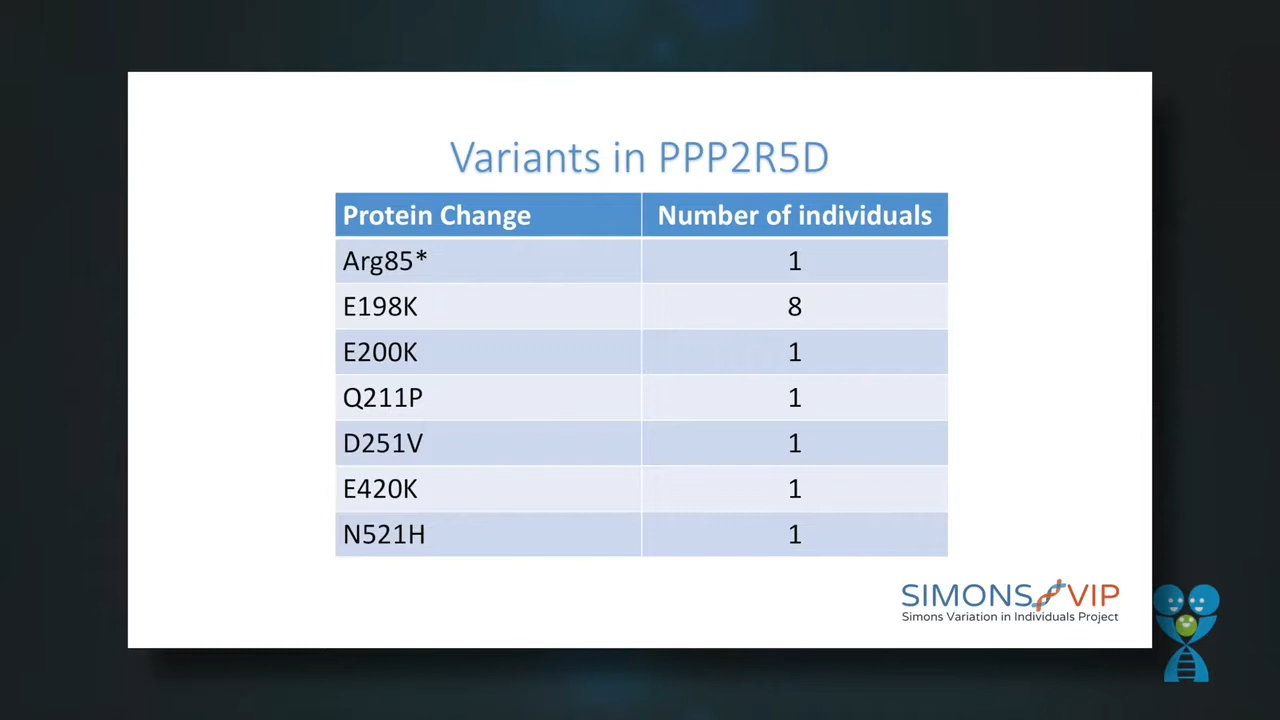 Variants in PPP2R5D
Protein Change Number of individuals
Arg85* 1
E198K 8
E200K 1
Q211P 1
D251V 1
E420K 1
N521H 1
SIMONS VIP
Simons Variation in Individuals Project